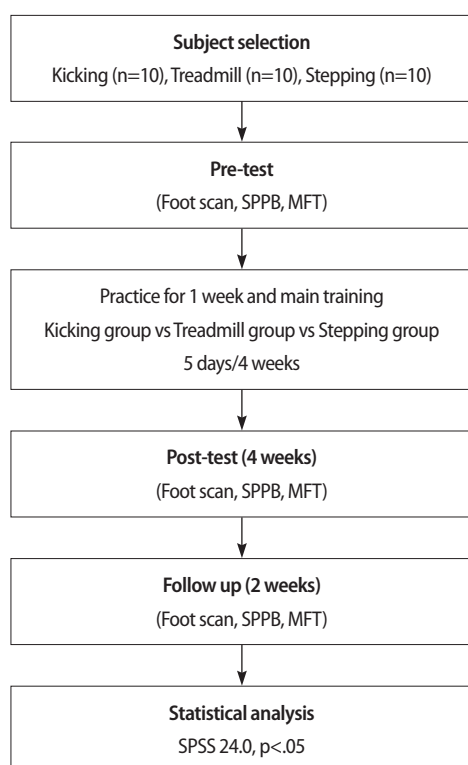 Subject selection
Kicking (n=10), Treadmill (n=10), Stepping (n=10)
Pre-test
(Foot scan, SPPB, MFT)
Practice for 1 week and main training
Kicking group vs Treadmill group vs Stepping group
5 days/4 weeks
Post-test (4 weeks)
(Foot scan, SPPB, MFT)
Follow up (2 weeks)
(Foot scan, SPPB, MFT)
Statistical analysis
SPSS 24.0, p<.05